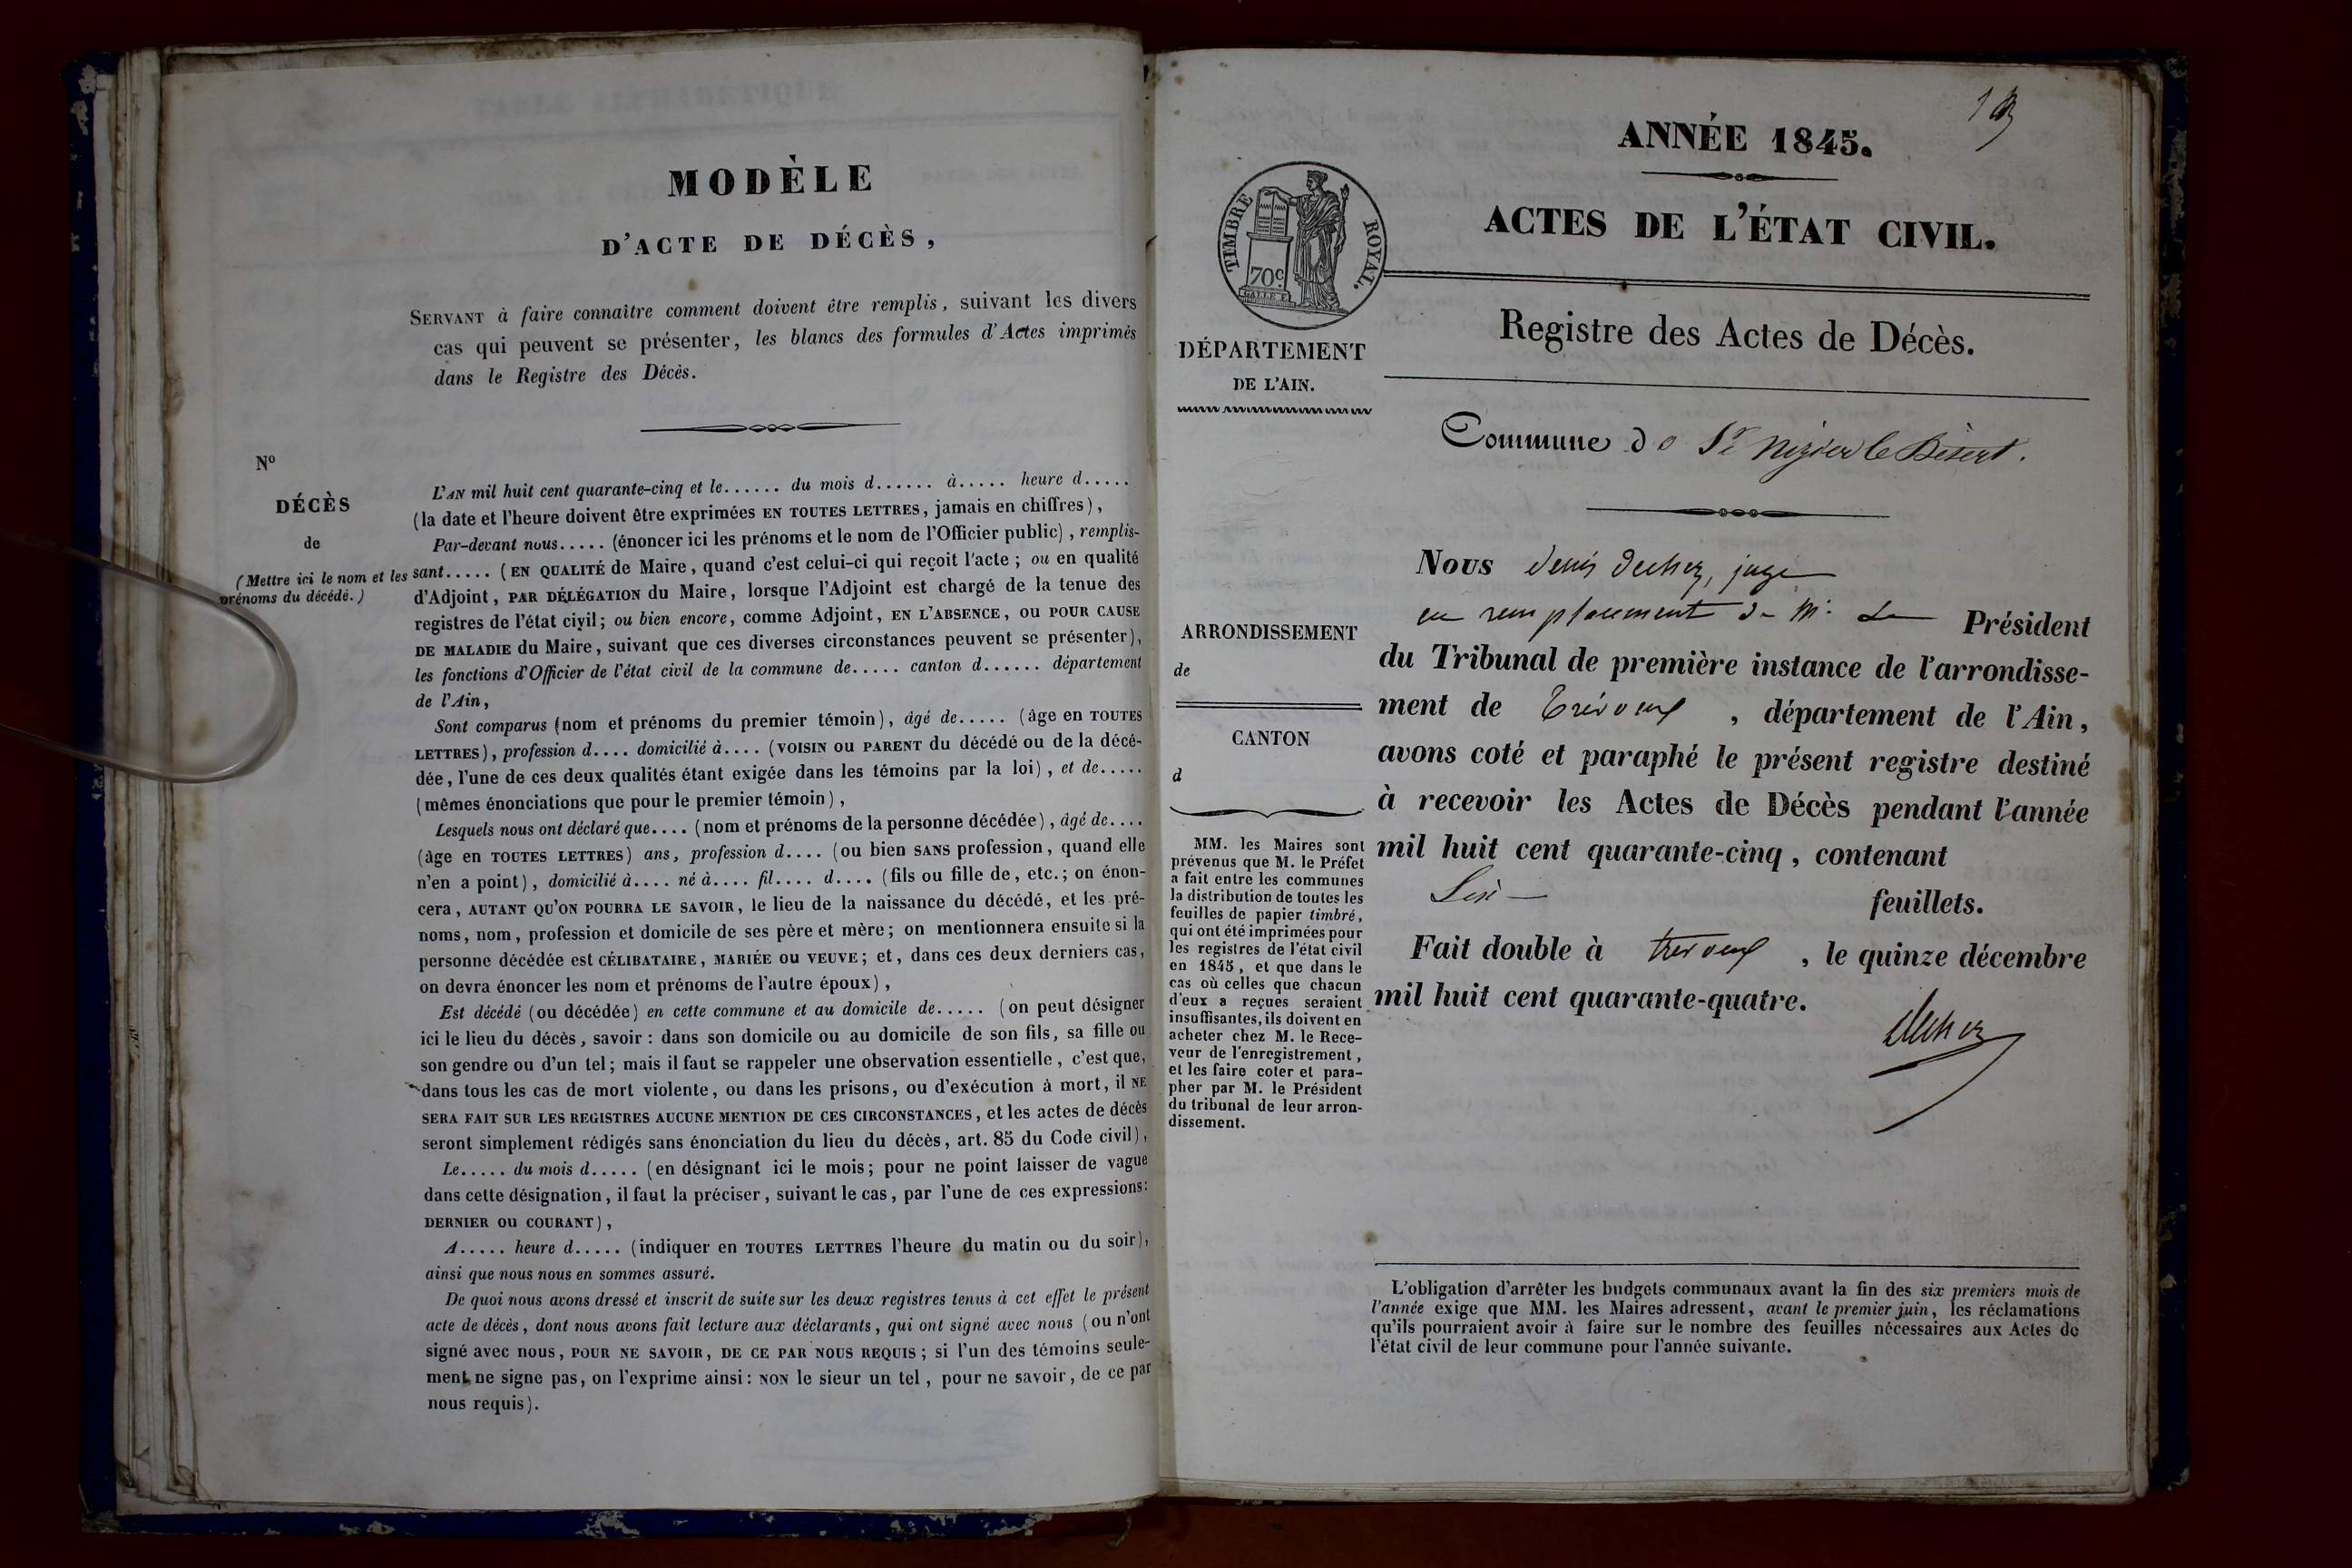 MODÈLE
D'ACTE DE DÉCÈS,
SERVANT à faire connaître comment doivent être remplis, suivant les divers
cas qui peuvent se présenter, les blancs des formules d'Actes imprimés
dans le Registre des Décès.
N°
DÉCÈS
de
(Mettre ici le nom et les
prénoms du décédé.)
L'AN mil huit cent quarante-cinq et le...... du mois d...... à..... heure d.....
(la date et l'heure doivent être exprimées EN TOUTES LETTRES, jamais en chiffres),
Par-devant nous..... (énoncer ici les prénoms et le nom de l'Officier public), remplis-
sant..... (EN QUALITÉ de Maire, quand c'est celui-ci qui reçoit l'acte; ou en qualité
d'Adjoint, PAR DÉLÉGATION du Maire, lorsque l'Adjoint est chargé de la tenue des
registres de l'état civil; ou bien encore, comme Adjoint, EN L'ABSENCE, OU POUR CAUSE
DE MALADIE du Maire, suivant que ces diverses circonstances peuvent se présenter),
les fonctions d'Officier de l'état civil de la commune de..... canton d...... département
de l'Ain,
Sont comparus (nom et prénoms du premier témoin), âgé de..... (âge en TOUTES
LETTRES), profession d.... domicilié à.... (VOISIN OU PARENT du décédé ou de la décé-
dée, l'une de ces deux qualités étant exigée dans les témoins par la loi), et de.....
(mêmes énonciations que pour le premier témoin),
Lesquels nous ont déclaré que.... (nom et prénoms de la personne décédée), âgé de....
(âge en TOUTES LETTRES) ans, profession d.... (ou bien SANS profession, quand elle
n'en a point), domicilié à.... né à.... fil.... d.... (fils ou fille de, etc.; on énon-
cera, AUTANT QU'ON POURRA LE SAVOIR, le lieu de la naissance du décédé, et les pré-
noms, nom, profession et domicile de ses père et mère; on mentionnera ensuite si la
personne décédée est CÉLIBATAIRE, MARIÉE OU VEUVE; et, dans ces deux derniers cas,
on devra énoncer les nom et prénoms de l'autre époux),
Est décédé (ou décédée) en cette commune et au domicile de..... (on peut désigner
ici le lieu du décès, savoir: dans son domicile ou au domicile de son fils, sa fille ou
son gendre ou d'un tel; mais il faut se rappeler une observation essentielle, c'est que,
dans tous les cas de mort violente, ou dans les prisons, ou d'exécution à mort, il NE
SERA FAIT SUR LES REGISTRES AUCUNE MENTION DE CES CIRCONSTANCES, et les actes de décès
seront simplement rédigés sans énonciation du lieu du décès, art. 85 du Code civil),
Le..... du mois d..... (en désignant ici le mois; pour ne point laisser de vague
dans cette désignation, il faut la préciser, suivant le cas, par l'une de ces expressions:
DERNIER OU COURANT),
A..... heure d..... (indiquer en TOUTES LETTRES l'heure du matin ou du soir),
ainsi que nous nous en sommes assuré.
De quoi nous avons dressé et inscrit de suite sur les deux registres tenus à cet effet le présent
acte de décès, dont nous avons fait lecture aux déclarants, qui ont signé avec nous (ou n'ont
signé avec nous, POUR NE SAVOIR, DE CE PAR NOUS REQUIS; si l'un des témoins seule-
ment ne signe pas, on l'exprime ainsi: NON le sieur un tel, pour ne savoir, de ce par
nous requis).
ANNÉE 1845.
ACTES DE L'ÉTAT CIVIL.
TIMBRE ROYAL.
70c.
DÉPARTEMENT
DE L'AIN.
ARRONDISSEMENT
de
CANTON
d
MM. les Maires sont
prévenus que M. le Préfet
a fait entre les communes
la distribution de toutes les
feuilles de papier timbré,
qui ont été imprimées pour
les registres de l'état civil
en 1845, et que dans le
cas où celles que chacun
d'eux a reçues seraient
insuffisantes, ils doivent en
acheter chez M. le Rece-
veur de l'enregistrement,
et les faire coter et para-
pher par M. le Président
du tribunal de leur arron-
dissement.
Registre des Actes de Décès.
Commune de St Nizier le Désert.
Nous Denis Duchez, juge
en remplacement de Mr. Le Président
du Tribunal de première instance de l'arrondisse-
ment de Trévoux, département de l'Ain,
avons coté et paraphé le présent registre destiné
à recevoir les Actes de Décès pendant l'année
mil huit cent quarante-cinq, contenant
Six feuillets.
Fait double à trevoux, le quinze décembre
mil huit cent quarante-quatre.
L'obligation d'arrêter les budgets communaux avant la fin des six premiers mois de
l'année exige que MM. les Maires adressent, avant le premier juin, les réclamations
qu'ils pourraient avoir à faire sur le nombre des feuilles nécessaires aux Actes de
l'état civil de leur commune pour l'année suivante.